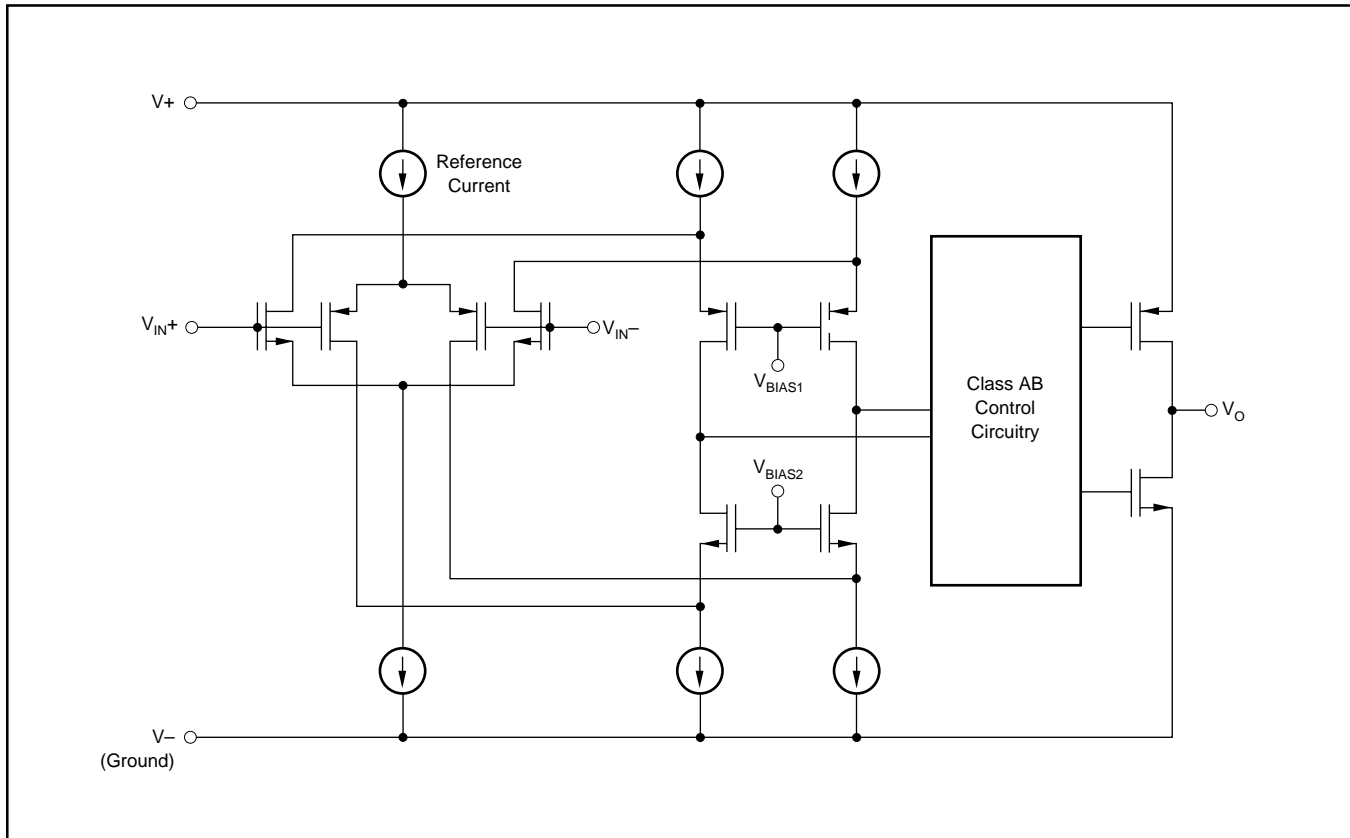 V+
Reference
Current
V_IN+
V_IN–
V_BIAS1
Class AB
Control
Circuitry
V_O
V_BIAS2
V–
(Ground)